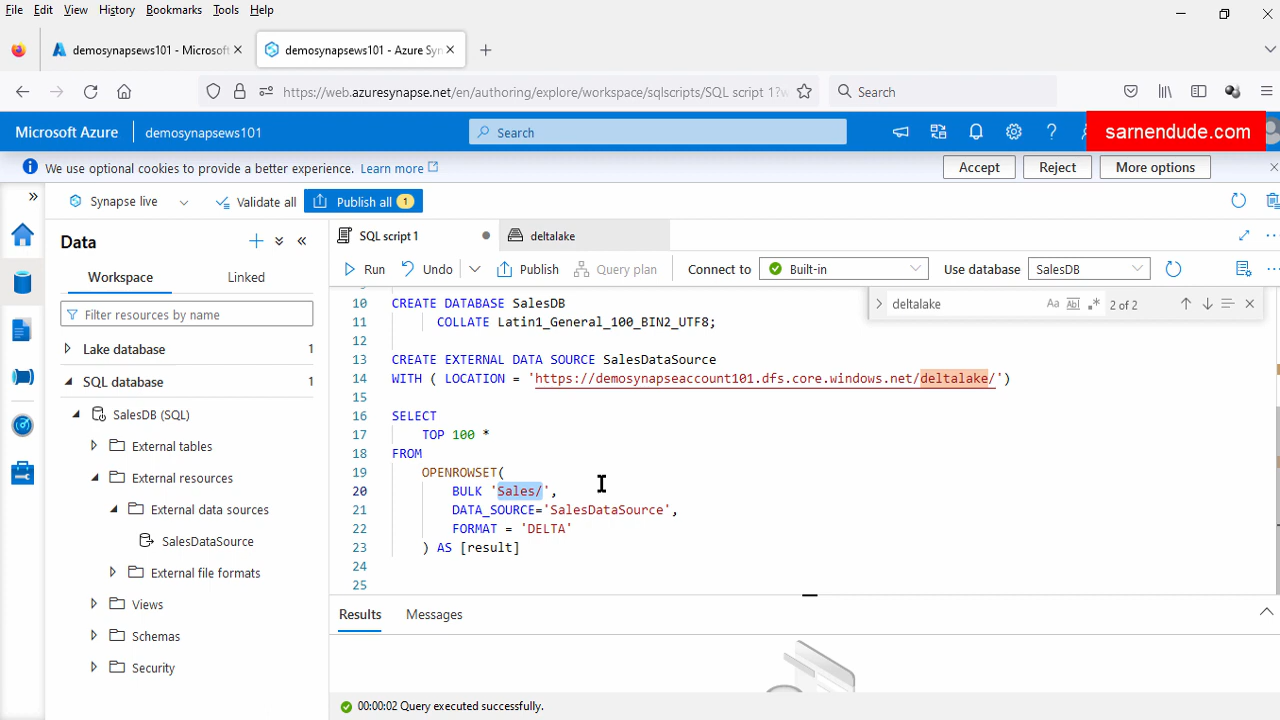 File Edit View History Bookmarks Tools Help
demosynapsews101 - Microsoft
demosynapsews101 - Azure Syn
https://web.azuresynapse.net/en/authoring/explore/workspace/sqlscripts/SQL script 1?w
Search
Microsoft Azure
demosynapsews101
Search
sarnendude.com
We use optional cookies to provide a better experience. Learn more
Accept
Reject
More options
Synapse live
Validate all
Publish all 1
Data
SQL script 1
deltalake
Workspace
Linked
Run
Undo
Publish
Query plan
Connect to
Built-in
Use database
SalesDB
Filter resources by name
deltalake
Aa
2 of 2
Lake database 1
SQL database 1
SalesDB (SQL)
External tables
External resources
External data sources
SalesDataSource
External file formats
Views
Schemas
Security
10 CREATE DATABASE SalesDB
11 COLLATE Latin1_General_100_BIN2_UTF8;
12
13 CREATE EXTERNAL DATA SOURCE SalesDataSource
14 WITH ( LOCATION = 'https://demosynapseaccount101.dfs.core.windows.net/deltalake/')
15
16 SELECT
17 TOP 100 *
18 FROM
19 OPENROWSET(
20 BULK 'Sales/',
21 DATA_SOURCE='SalesDataSource',
22 FORMAT = 'DELTA'
23 ) AS [result]
24
25
Results
Messages
00:00:02 Query executed successfully.